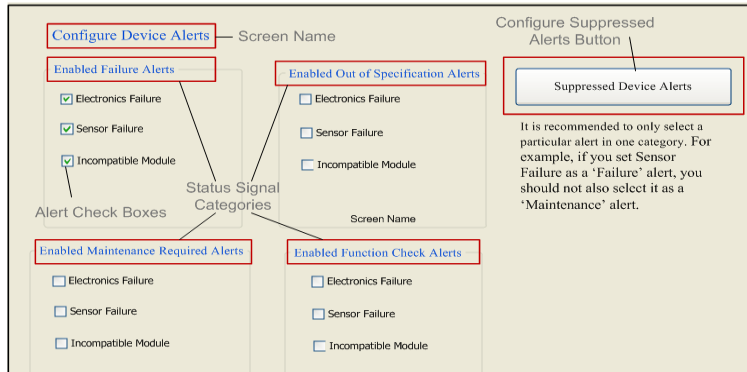 Configure Device Alerts
Screen Name
Configure Suppressed
Alerts Button
Enabled Failure Alerts
Electronics Failure
Sensor Failure
Incompatible Module
Alert Check Boxes
Status Signal
Categories
Enabled Out of Specification Alerts
Electronics Failure
Sensor Failure
Incompatible Module
Screen Name
Suppressed Device Alerts
It is recommended to only select a
particular alert in one category. For
example, if you set Sensor
Failure as a ‘Failure’ alert, you
should not also select it as a
‘Maintenance’ alert.
Enabled Maintenance Required Alerts
Electronics Failure
Sensor Failure
Incompatible Module
Enabled Function Check Alerts
Electronics Failure
Sensor Failure
Incompatible Module